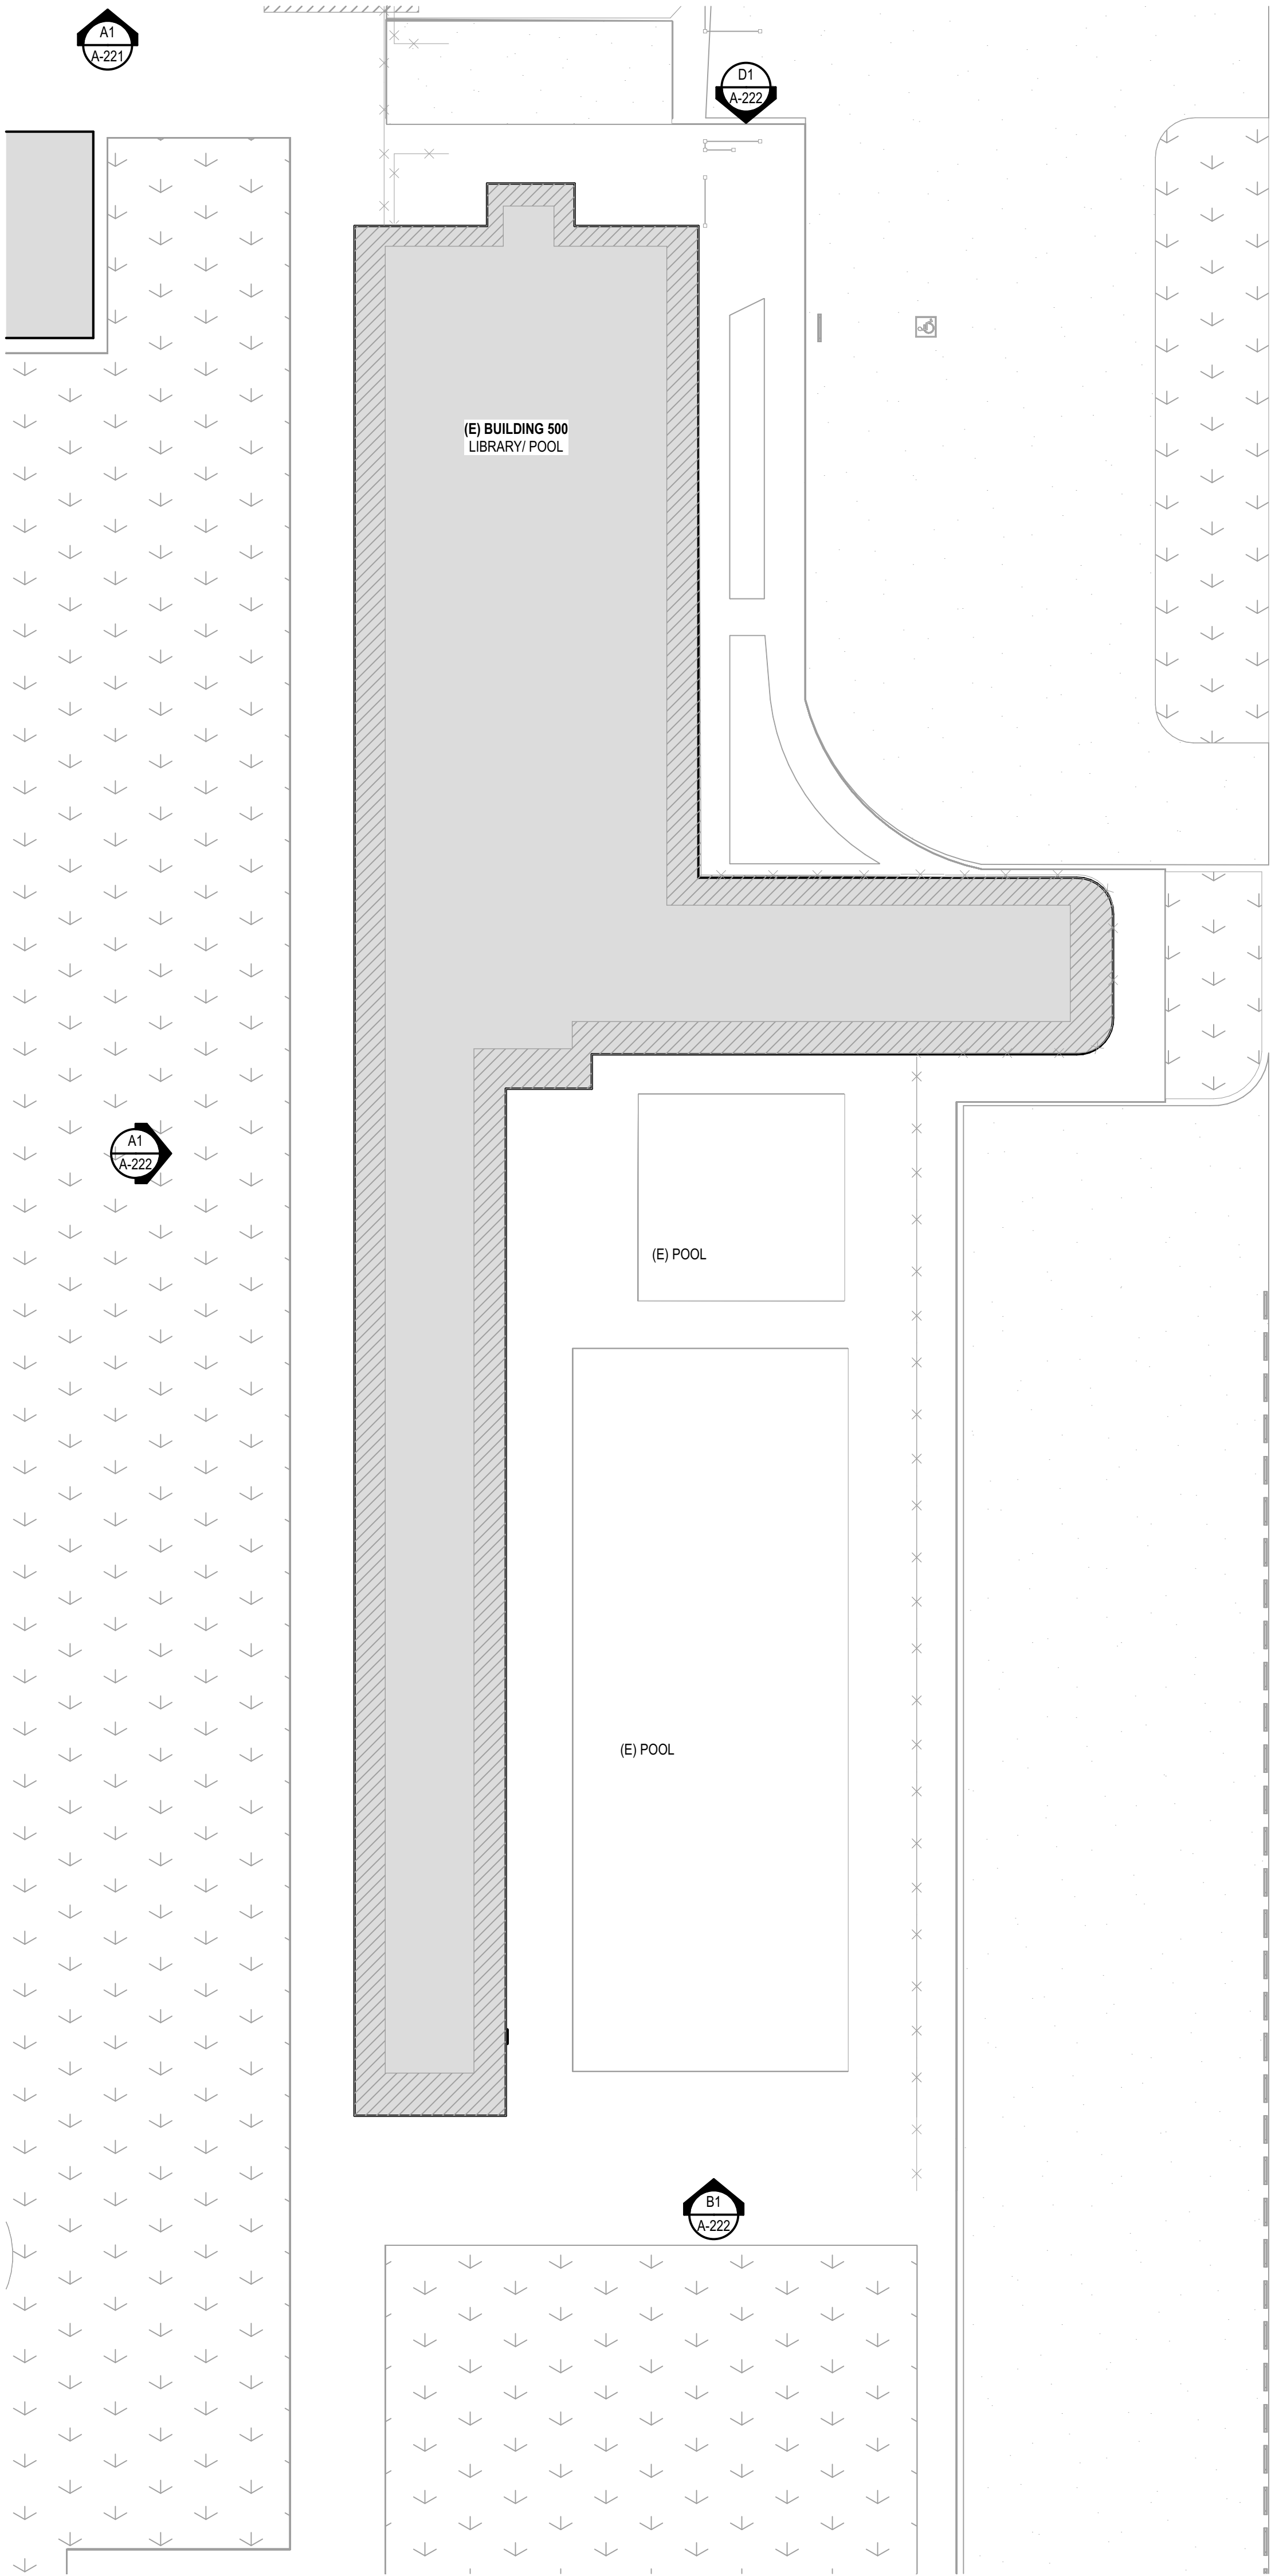 A1
A-221
D1
A-222
(E) BUILDING 500
LIBRARY/ POOL
A1
A-222
(E) POOL
(E) POOL
B1
A-222